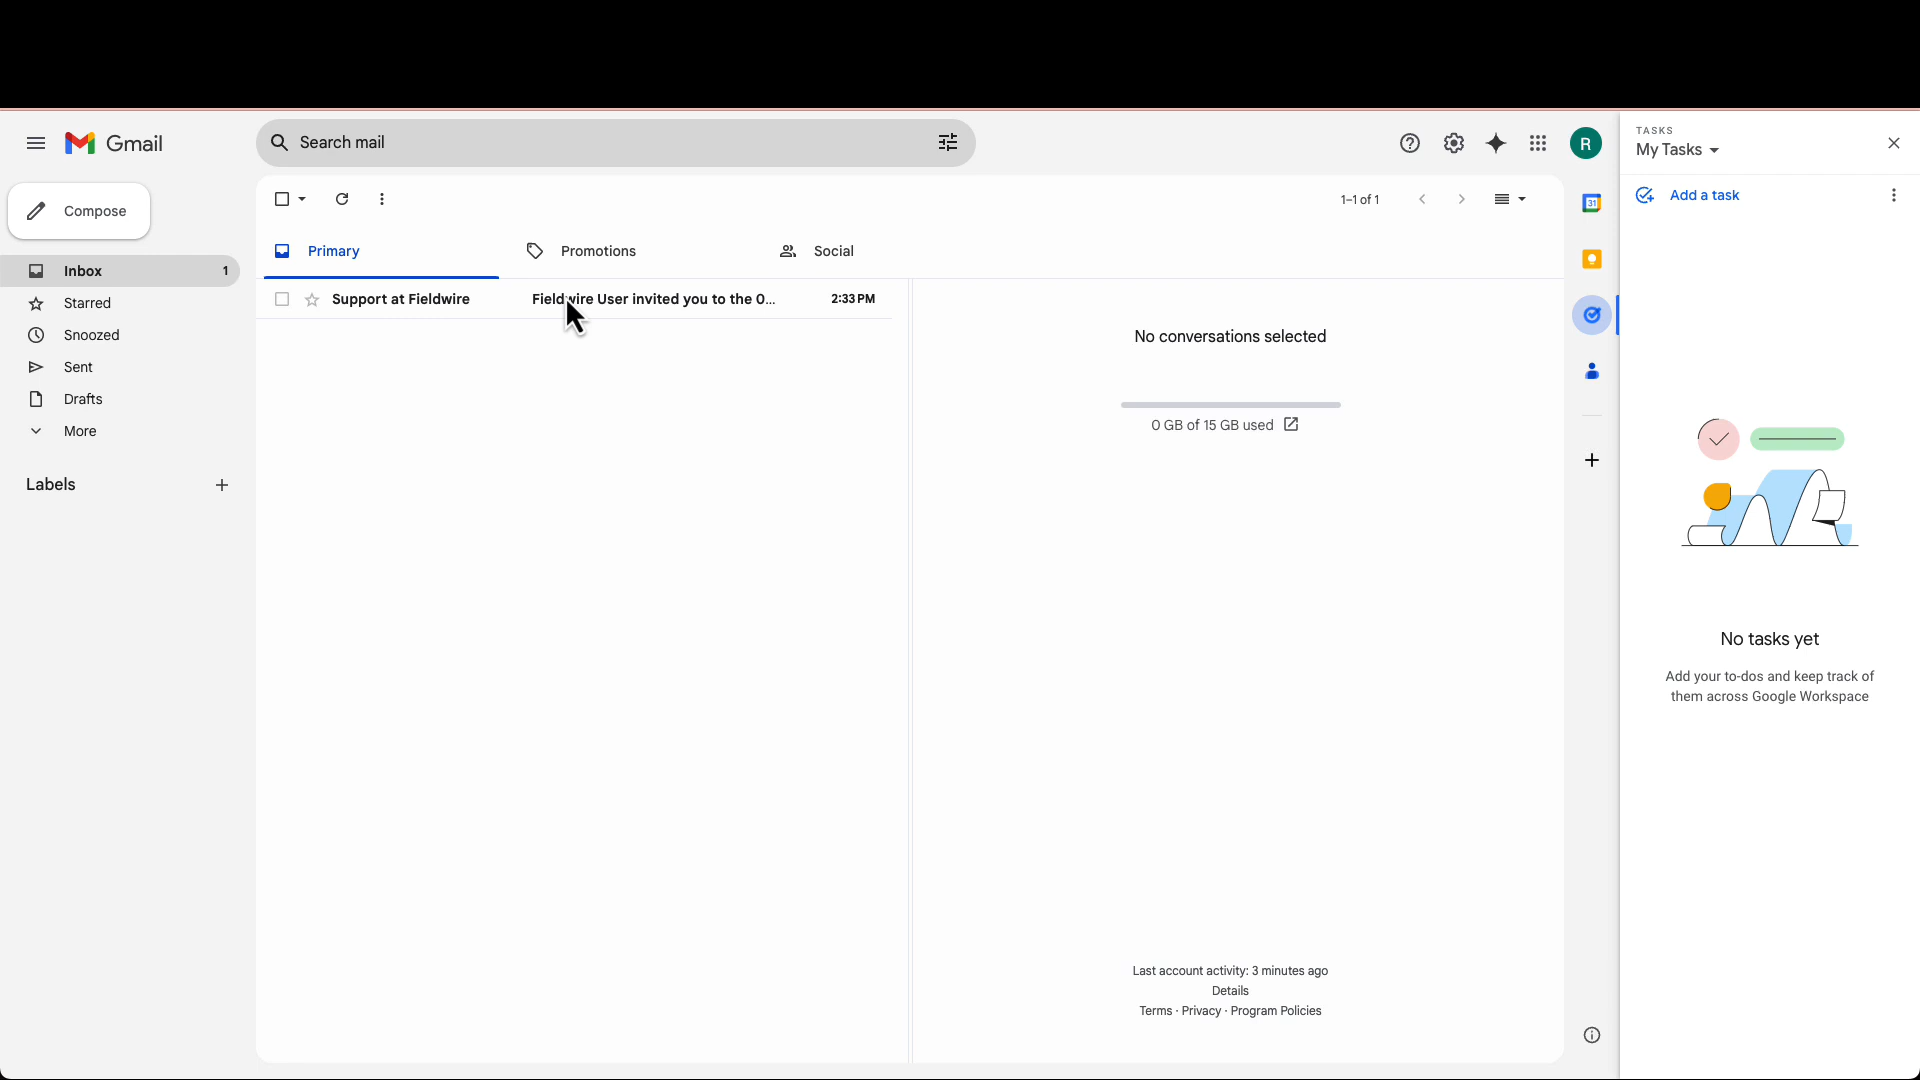 Gmail
Search mail
R
TASKS
My Tasks
Add a task
Compose
1–1 of 1
31
Inbox 1
Starred
Snoozed
Sent
Drafts
More
Labels
Primary
Promotions
Social
Support at Fieldwire Fieldwire User invited you to the 0... 2:33 PM
No conversations selected
0 GB of 15 GB used
No tasks yet
Add your to-dos and keep track of
them across Google Workspace
Last account activity: 3 minutes ago
Details
Terms · Privacy · Program Policies